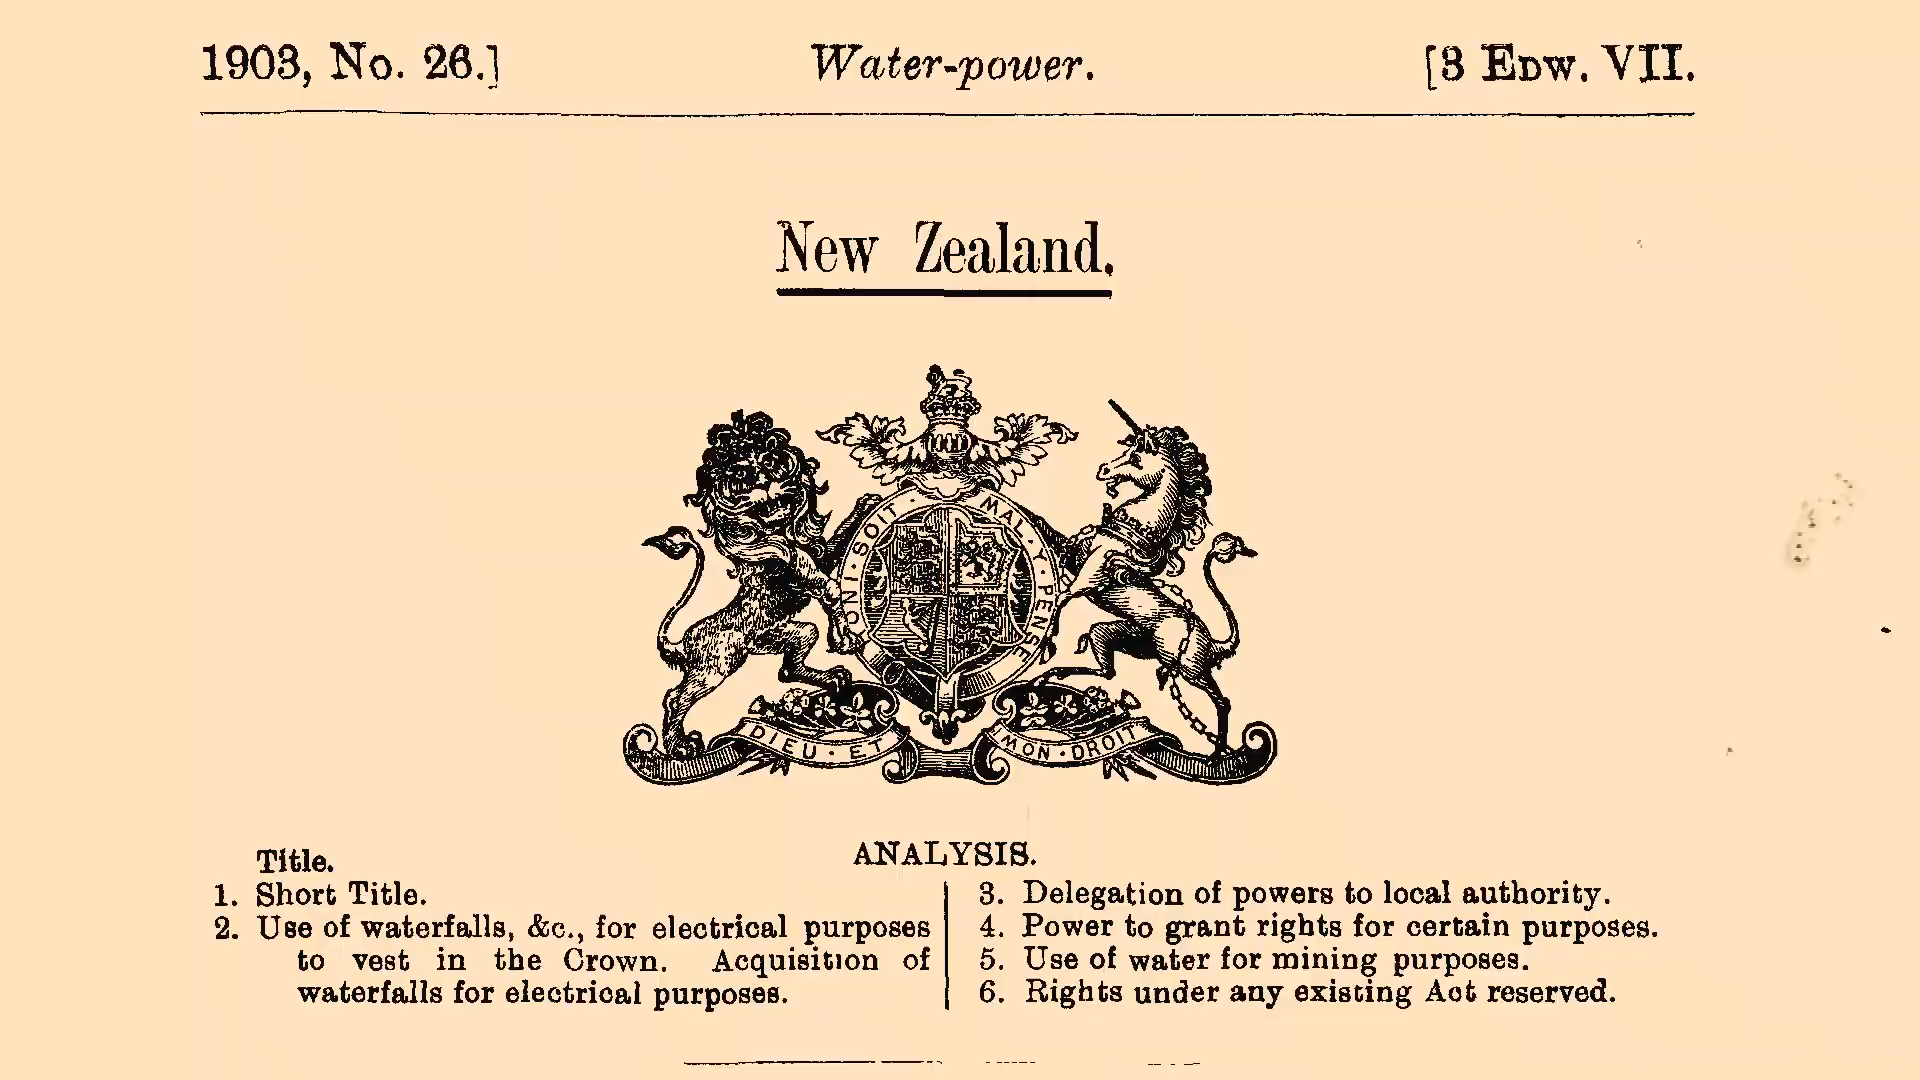 1903, No. 26.]
Water-power.
[3 EDW. VII.
New Zealand.
ONI · SOIT · MAL · Y · PENSE
DIEU · ET
MON · DROIT
ANALYSIS.
Title.
1. Short Title.
2. Use of waterfalls, &c., for electrical purposes
to vest in the Crown. Acquisition of
waterfalls for electrical purposes.
3. Delegation of powers to local authority.
4. Power to grant rights for certain purposes.
5. Use of water for mining purposes.
6. Rights under any existing Act reserved.